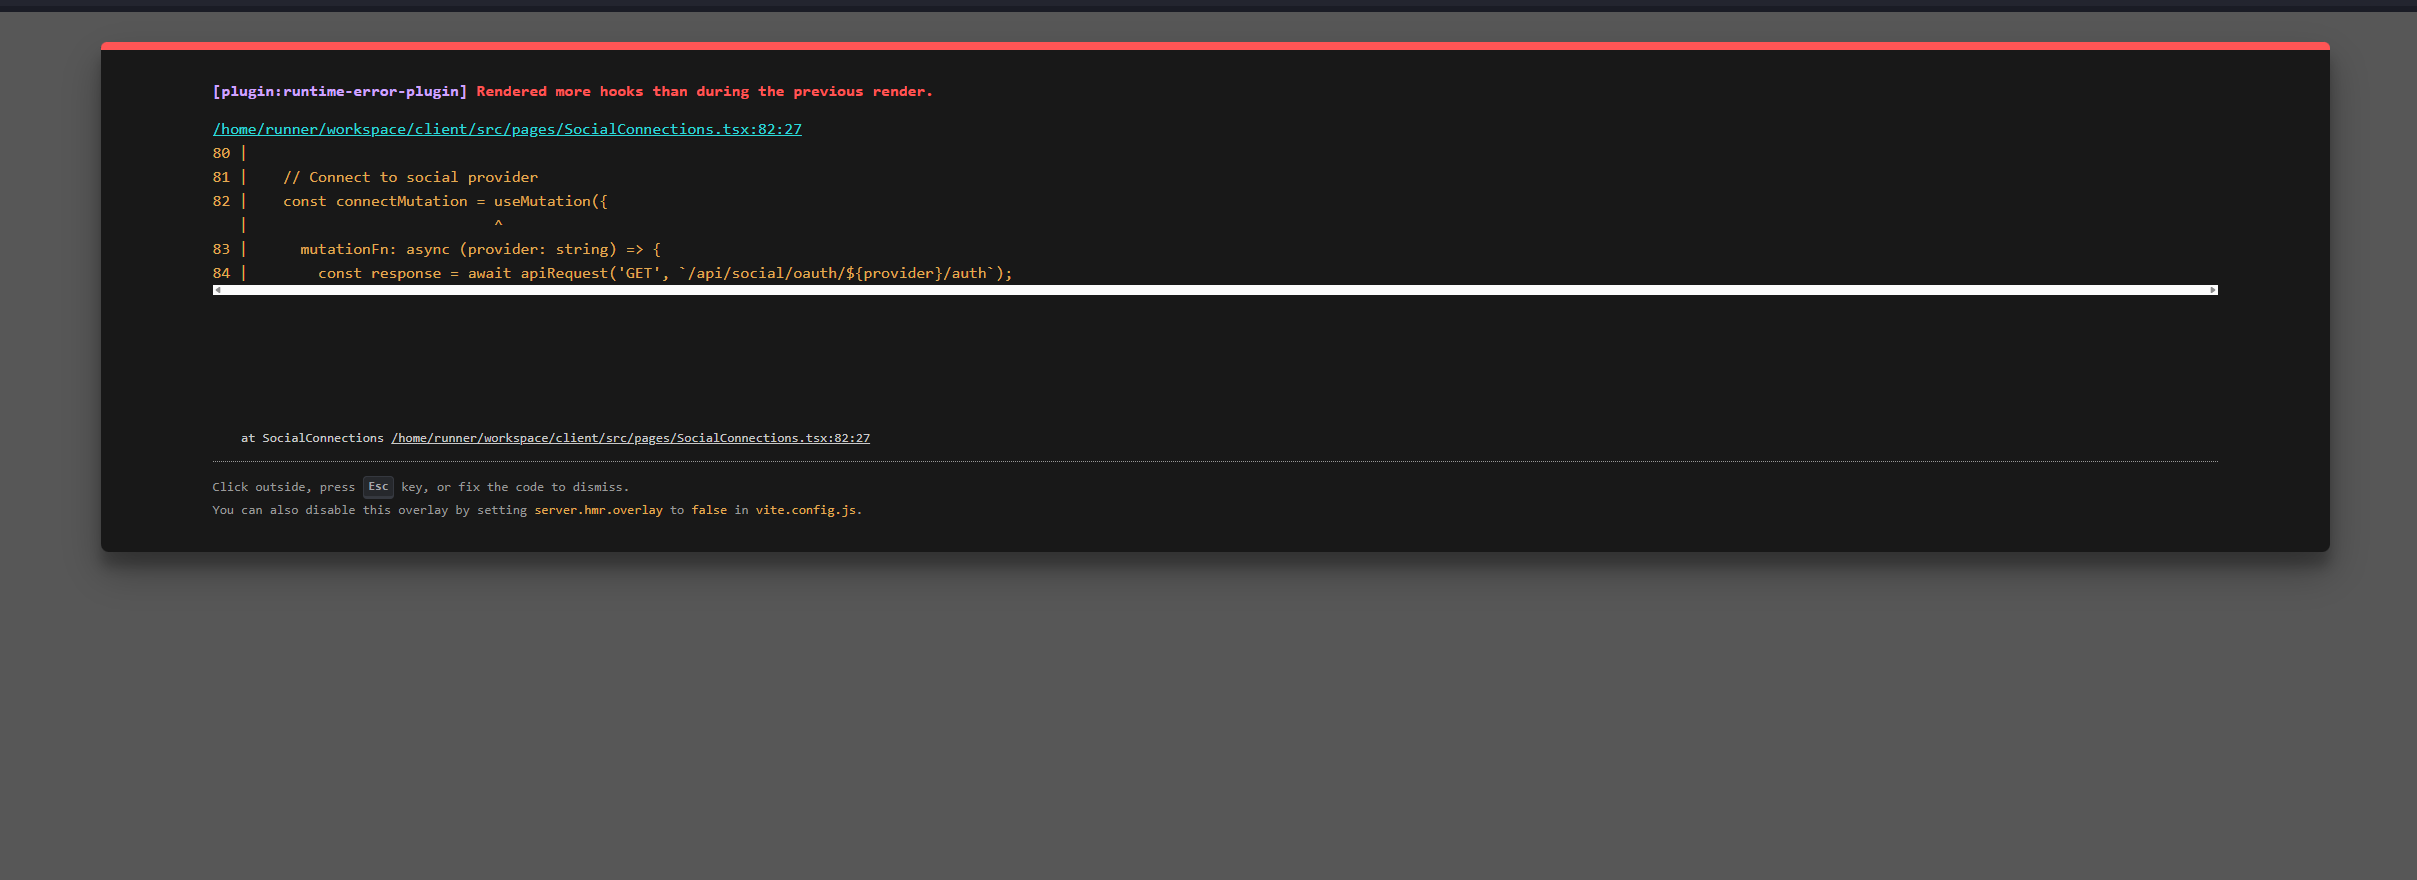 [plugin:runtime-error-plugin] Rendered more hooks than during the previous render.
/home/runner/workspace/client/src/pages/SocialConnections.tsx:82:27
80 |
81 |    // Connect to social provider
82 |    const connectMutation = useMutation({
   |                            ^
83 |      mutationFn: async (provider: string) => {
84 |        const response = await apiRequest('GET', `/api/social/oauth/${provider}/auth`);
at SocialConnections /home/runner/workspace/client/src/pages/SocialConnections.tsx:82:27
Click outside, press Esc key, or fix the code to dismiss.
You can also disable this overlay by setting server.hmr.overlay to false in vite.config.js.